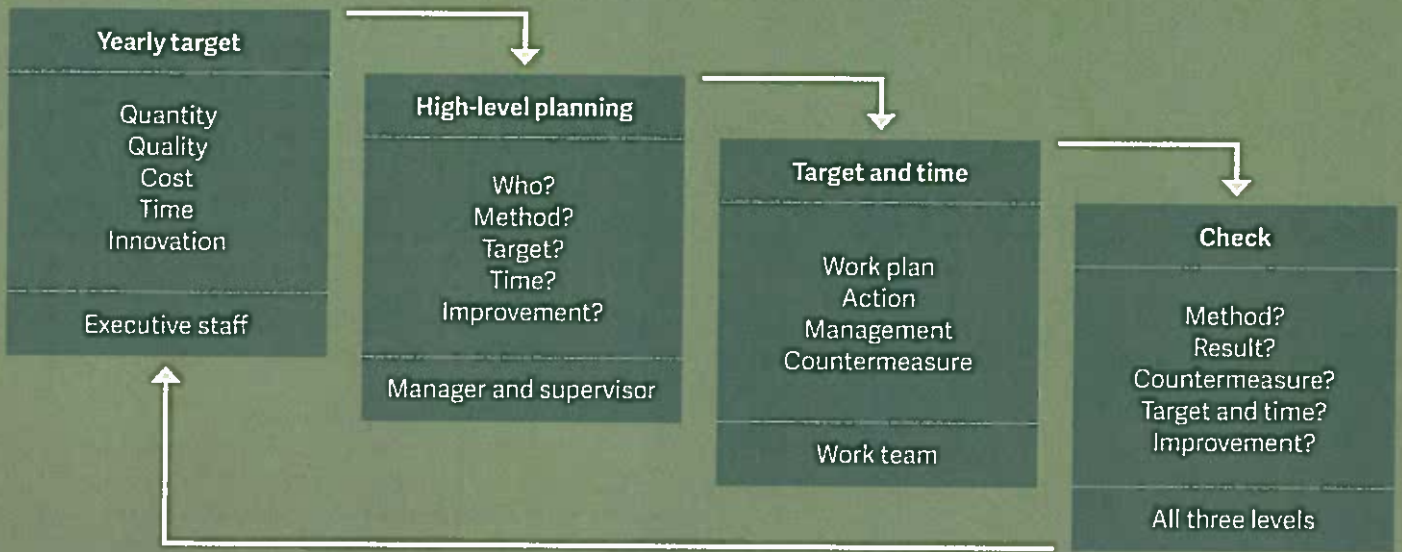 Yearly target
Quantity
Quality
Cost
Time
Innovation
Executive staff
High-level planning
Who?
Method?
Target?
Time?
Improvement?
Manager and supervisor
Target and time
Work plan
Action
Management
Countermeasure
Work team
Check
Method?
Result?
Countermeasure?
Target and time?
Improvement?
All three levels